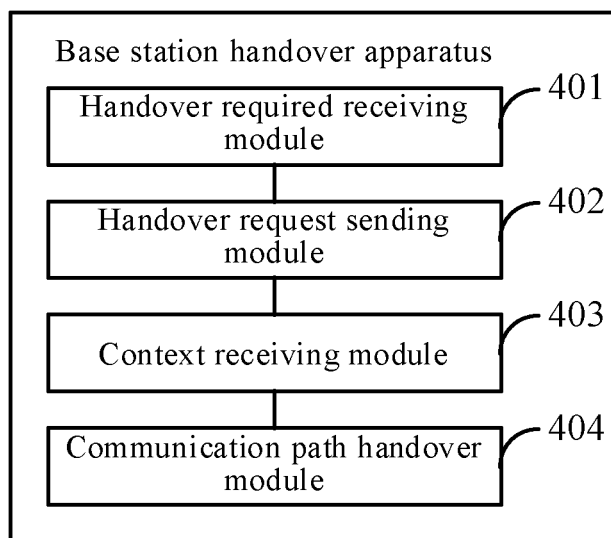 Base station handover apparatus
Handover required receiving
module
401
Handover request sending
module
402
Context receiving module
403
Communication path handover
module
404